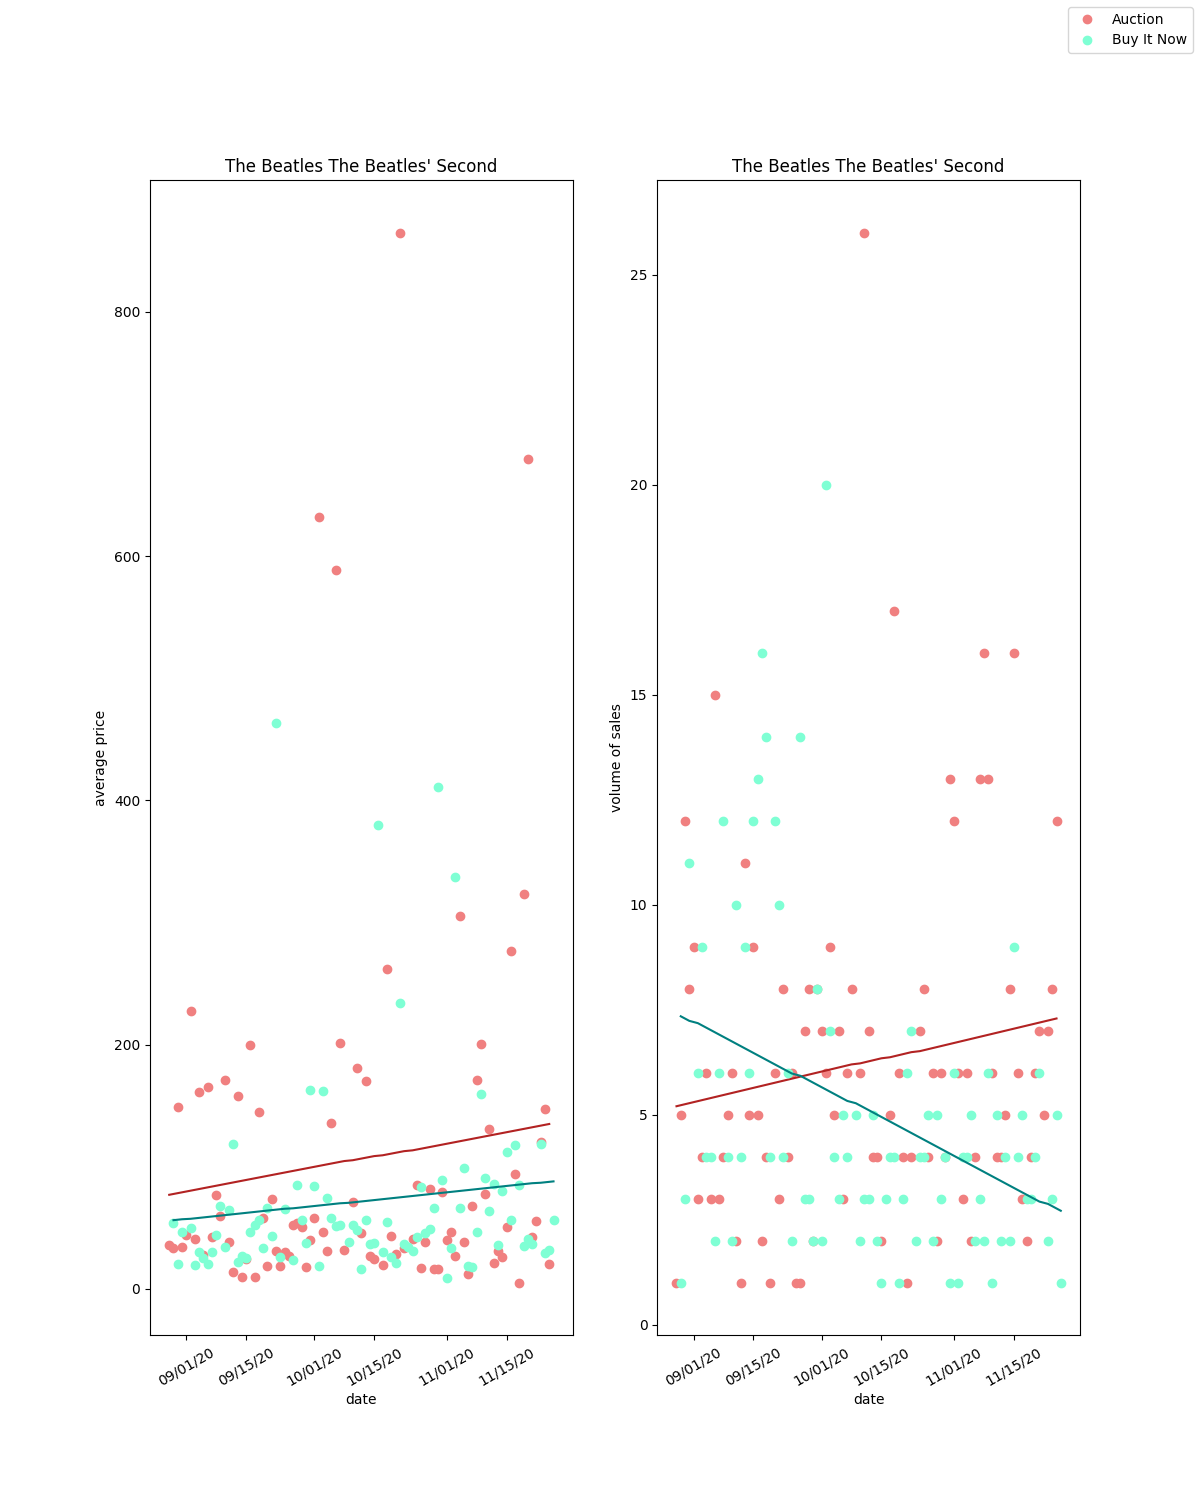 Auction
Buy It Now
The Beatles The Beatles' Second
average price
800
600
400
200
0
09/01/20
09/15/20
10/01/20
10/15/20
11/01/20
11/15/20
date
The Beatles The Beatles' Second
volume of sales
25
20
15
10
5
0
09/01/20
09/15/20
10/01/20
10/15/20
11/01/20
11/15/20
date